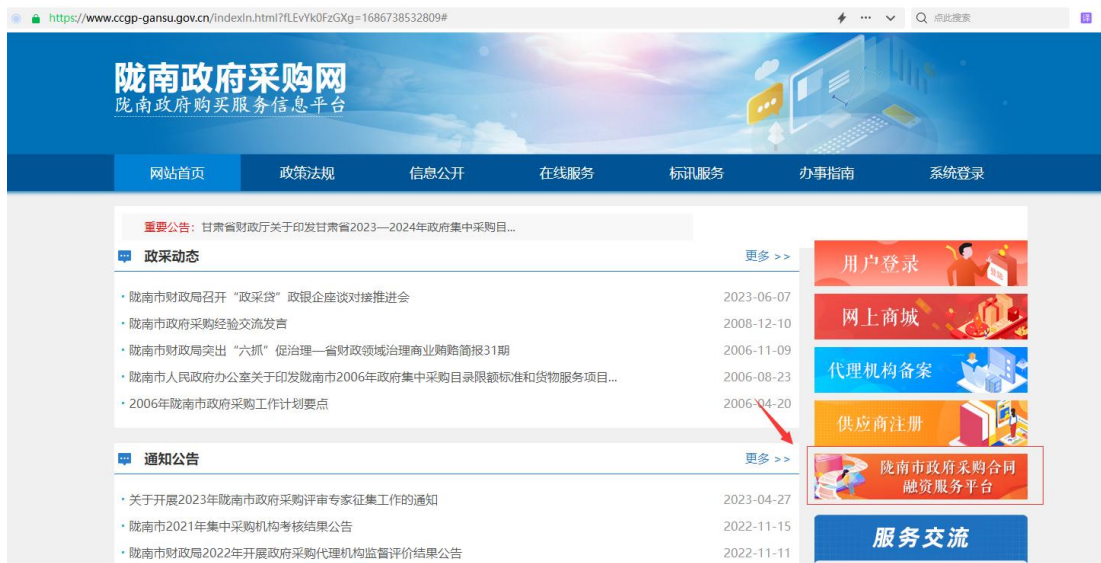 https://www.ccgp-gansu.gov.cn/indexIn.html?fLEvYk0FzGXg=1686738532809#
点此搜索
译
陇南政府采购网
陇南政府购买服务信息平台
网站首页 政策法规 信息公开 在线服务 标讯服务 办事指南 系统登录
重要公告: 甘肃省财政厅关于印发甘肃省2023—2024年政府集中采购目...
政采动态 更多 >>
陇南市财政局召开“政采贷”政银企座谈对接推进会 2023-06-07
陇南市政府采购经验交流发言 2008-12-10
陇南市财政局突出“六抓”促治理—省财政领域治理商业贿赂简报31期 2006-11-09
陇南市人民政府办公室关于印发陇南市2006年政府集中采购目录限额标准和货物服务项目... 2006-08-23
2006年陇南市政府采购工作计划要点 2006-04-20
通知公告 更多 >>
关于开展2023年陇南市政府采购评审专家征集工作的通知 2023-04-27
陇南市2021年集中采购机构考核结果公告 2022-11-15
陇南市财政局2022年开展政府采购代理机构监督评价结果公告 2022-11-11
用户登录
网上商城
代理机构备案
供应商注册
陇南市政府采购合同
融资服务平台
服务交流